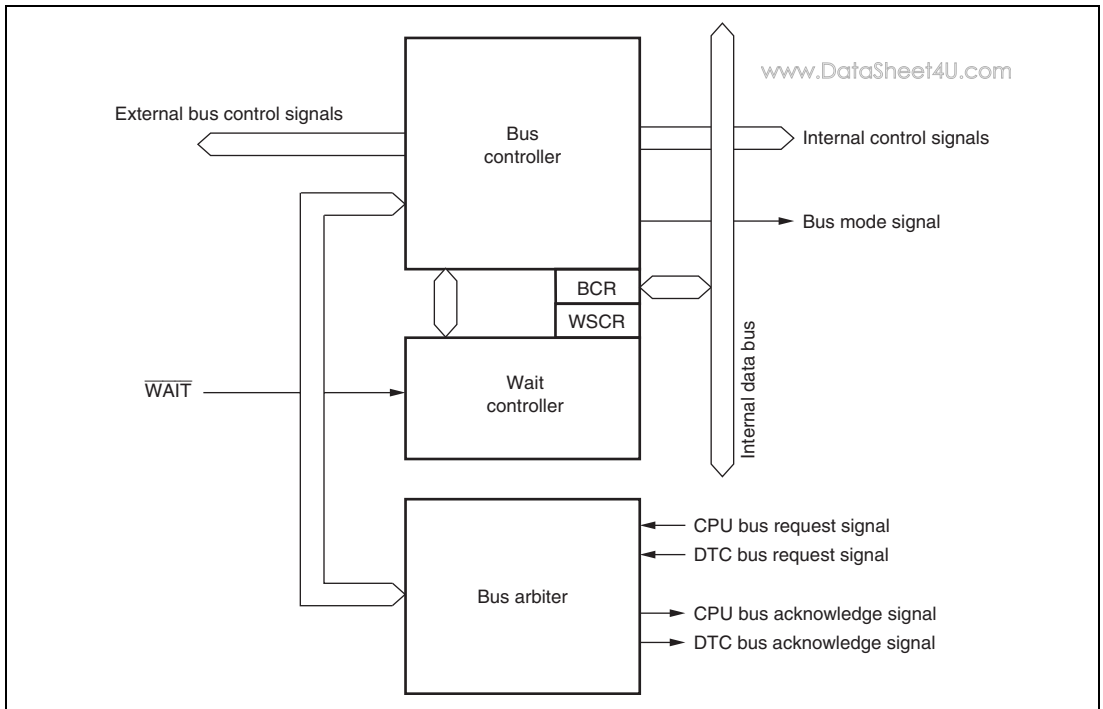 www.DataSheet4U.com
External bus control signals
Bus
controller
Internal control signals
Bus mode signal
BCR
WSCR
Internal data bus
WAIT
Wait
controller
CPU bus request signal
DTC bus request signal
Bus arbiter
CPU bus acknowledge signal
DTC bus acknowledge signal